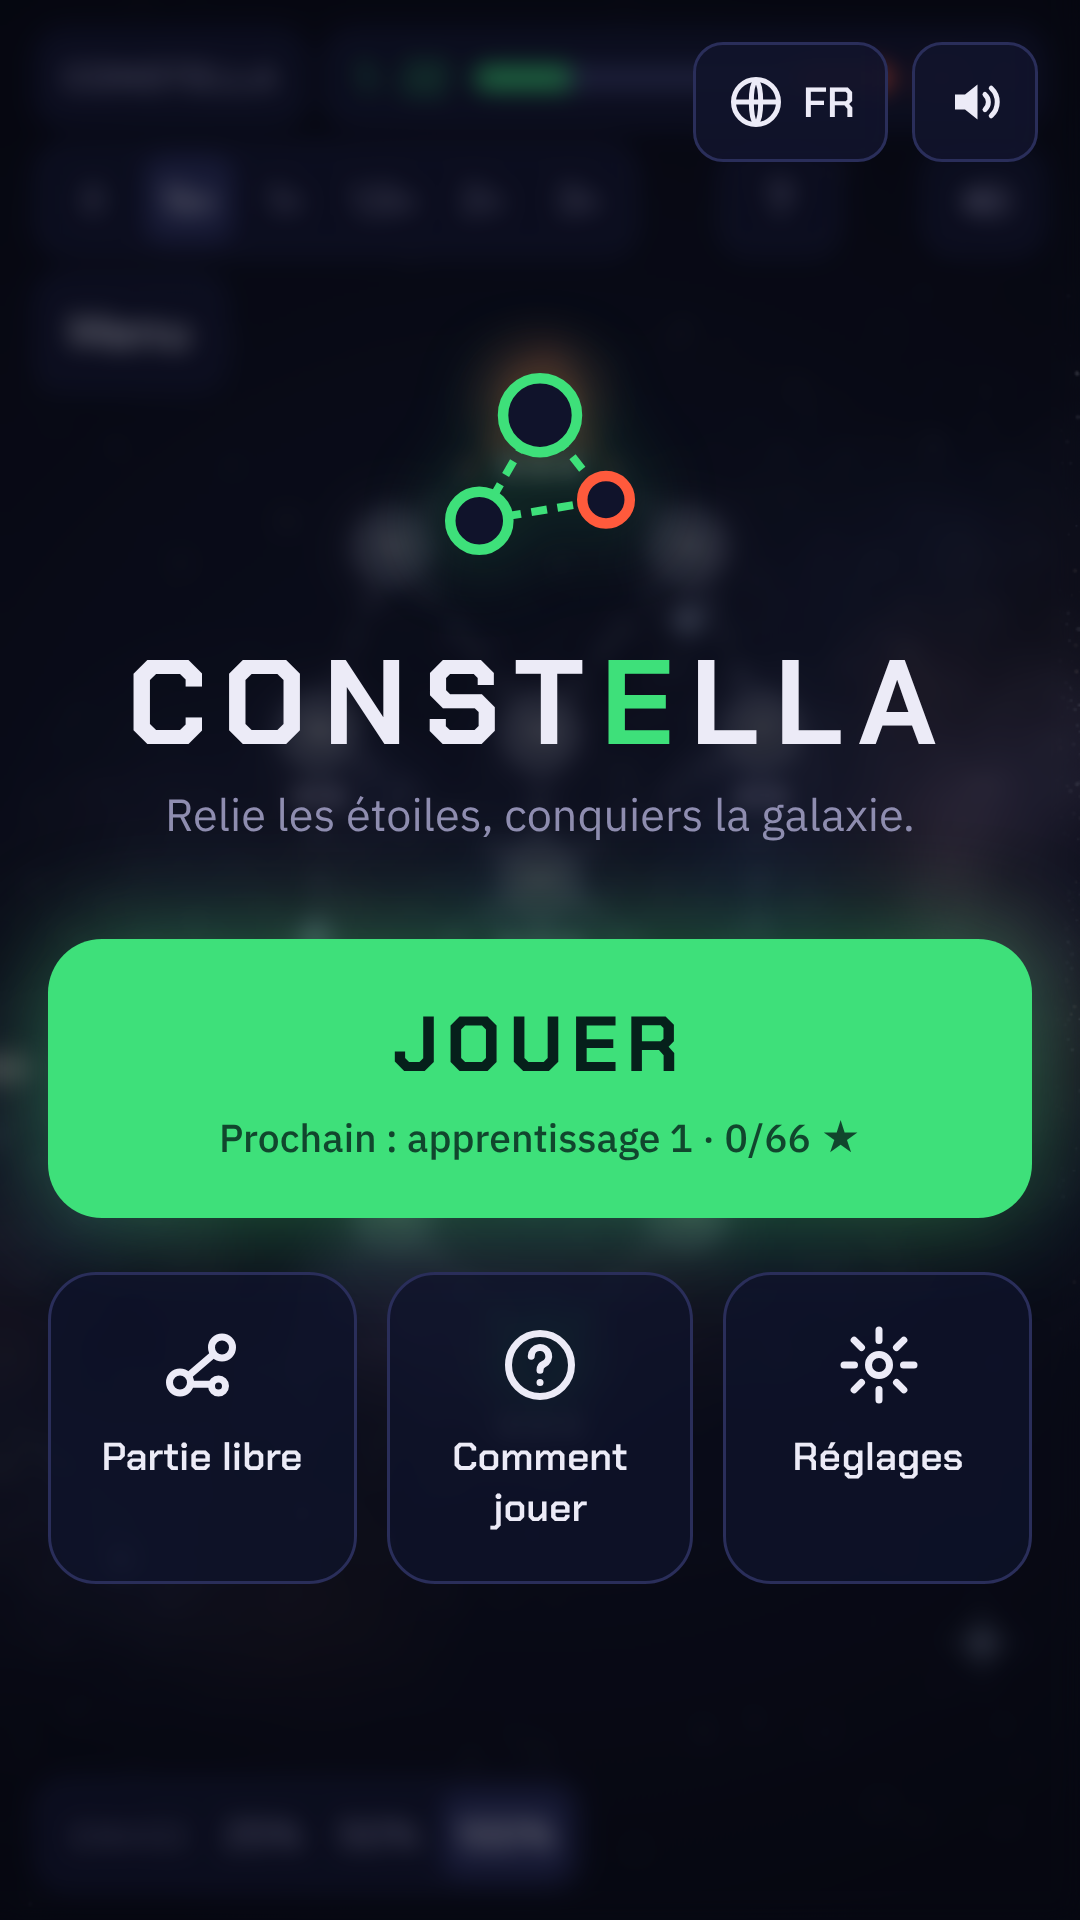 FR
CONSTELLA
Relie les étoiles, conquiers la galaxie.
JOUER
Prochain : apprentissage 1 · 0/66 ★
Partie libre
Comment
jouer
Réglages